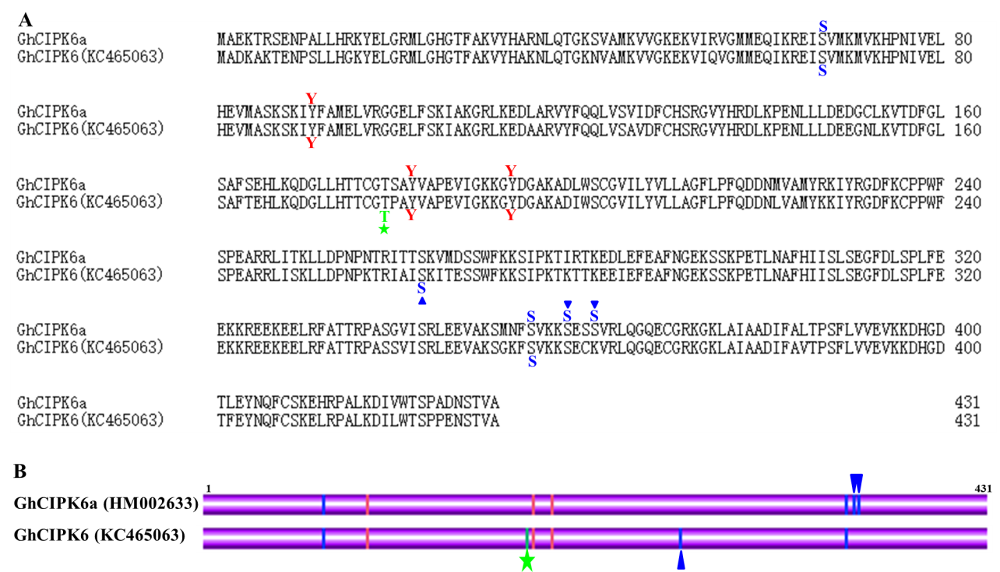 A
S
GhCIPK6a MAEKTRSENPALLHRKYELGRMLGHGTFAKVYHARNLQTGKSVAMKVVGKEKVIRVGMMEQIKREISVMKMVKHPNIVEL 80
GhCIPK6(KC465063) MADKAKTENPSLLHGKYELGRMLGHGTFAKVYHAKNLQTGKNVAMKVVGKEKVIQVGMMEQIKREISVMKMVKHPNIVEL 80
S
Y
GhCIPK6a HEVMASKSKIYFAMELVRGGELFSKIAKGRLKEDLARVYFQQLVSVIDFCHSRGVYHRDLKPENLLLDEDGCLKVTDFGL 160
GhCIPK6(KC465063) HEVMASKSKIYFAMELVRGGELFSKIAKGRLKEDAARVYFQQLVSAVDFCHSRGVYHRDLKPENLLLDEEGNLKVTDFGL 160
Y
Y Y
GhCIPK6a SAFSEHLKQDGLLHTTCGTSAYVAPEVIGKKGYDGAKADLWSCGVILYVLLAGFLPFQDDNMVAMYRKIYRGDFKCPPWF 240
GhCIPK6(KC465063) SAFTEHLKQDGLLHTTCGTPAYVAPEVIGKKGYDGAKADIWSCGVILYVLLAGFLPFQDDNLVAMYKKIYRGDFKCPPWF 240
T Y Y
GhCIPK6a SPEARRLITKLLDPNPNTRITTSKVMDSSWFKKSIPKTIRTKEDLEFEAFNGEKSSKPETLNAFHIISLSEGFDLSPLFE 320
GhCIPK6(KC465063) SPEARRLISKLLDPNPKTRIAISKITESSWFKKSIPKTKTTKEEIEFEAFNGEKSSKPETLNAFHIISLSEGFDLSPLFE 320
S
S S S
GhCIPK6a EKKREEKEELRFATTRPASGVISRLEEVAKSMNFSVKKSESSVRLQGQECGRKGKLAIAADIFALTPSFLVVEVKKDHGD 400
GhCIPK6(KC465063) EKKREEKEELRFATTRPASSVISRLEEVAKSGKFSVKKSECKVRLQGQECGRKGKLAIAADIFAVTPSFLVVEVKKDHGD 400
S
GhCIPK6a TLEYNQFCSKEHRPALKDIVWTSPADNSTVA 431
GhCIPK6(KC465063) TFEYNQFCSKELRPALKDILWTSPPENSTVA 431
B
1 431
GhCIPK6a (HM002633)
GhCIPK6 (KC465063)